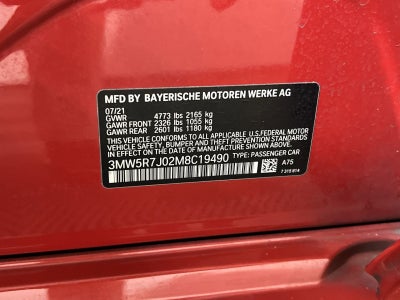 MFD BY BAYERISCHE MOTOREN WERKE AG
07/21
GVWR 4773 lbs 2165 kg
GAWR FRONT 2326 lbs 1055 kg
GAWR REAR 2601 lbs 1180 kg
THIS VEHICLE CONFORMS TO ALL APPLICABLE U.S.FEDERAL MOTOR
VEHICLE SAFETY, BUMPER, AND THEFT PREVENTION STANDARDS
IN EFFECT ON THE DATE OF MANUFACTURE SHOWN ABOVE.
3MW5R7J02M8C19490 TYPE: PASSENGER CAR
A75